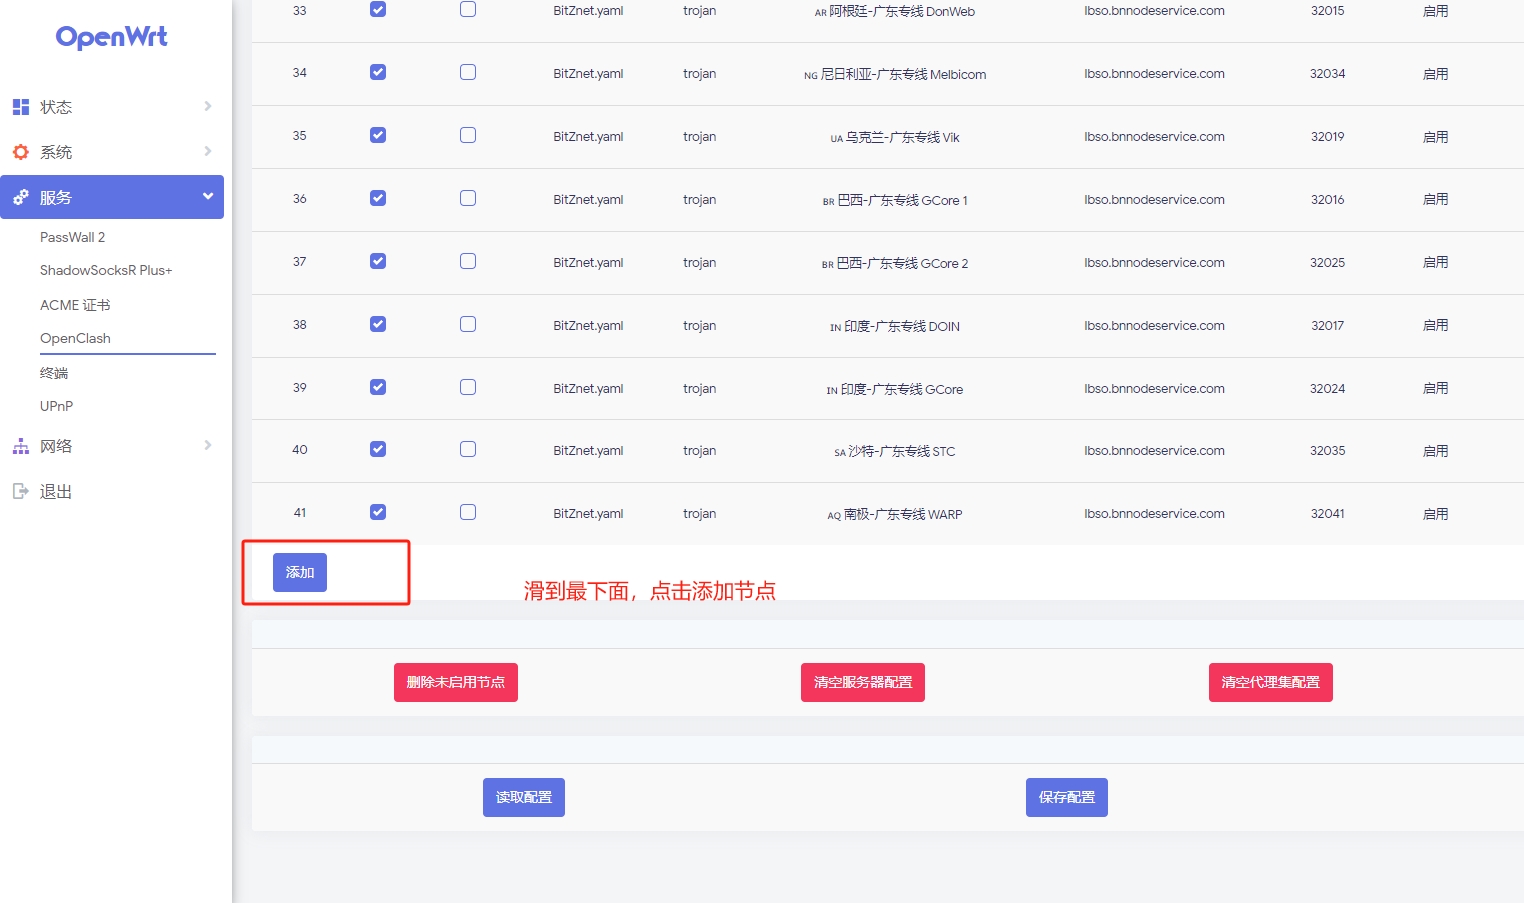 OpenWrt
状态
系统
服务
PassWall 2
ShadowSocksR Plus+
ACME 证书
OpenClash
终端
UPnP
网络
退出
33 BitZnet.yaml trojan AR 阿根廷-广东专线 DonWeb lbso.bnnodeservice.com 32015 启用
34 BitZnet.yaml trojan NG 尼日利亚-广东专线 Melbicom lbso.bnnodeservice.com 32034 启用
35 BitZnet.yaml trojan UA 乌克兰-广东专线 Vik lbso.bnnodeservice.com 32019 启用
36 BitZnet.yaml trojan BR 巴西-广东专线 GCore 1 lbso.bnnodeservice.com 32016 启用
37 BitZnet.yaml trojan BR 巴西-广东专线 GCore 2 lbso.bnnodeservice.com 32025 启用
38 BitZnet.yaml trojan IN 印度-广东专线 DOIN lbso.bnnodeservice.com 32017 启用
39 BitZnet.yaml trojan IN 印度-广东专线 GCore lbso.bnnodeservice.com 32024 启用
40 BitZnet.yaml trojan SA 沙特-广东专线 STC lbso.bnnodeservice.com 32035 启用
41 BitZnet.yaml trojan AQ 南极-广东专线 WARP lbso.bnnodeservice.com 32041 启用
添加
滑到最下面，点击添加节点
删除未启用节点 清空服务器配置 清空代理集配置
读取配置 保存配置